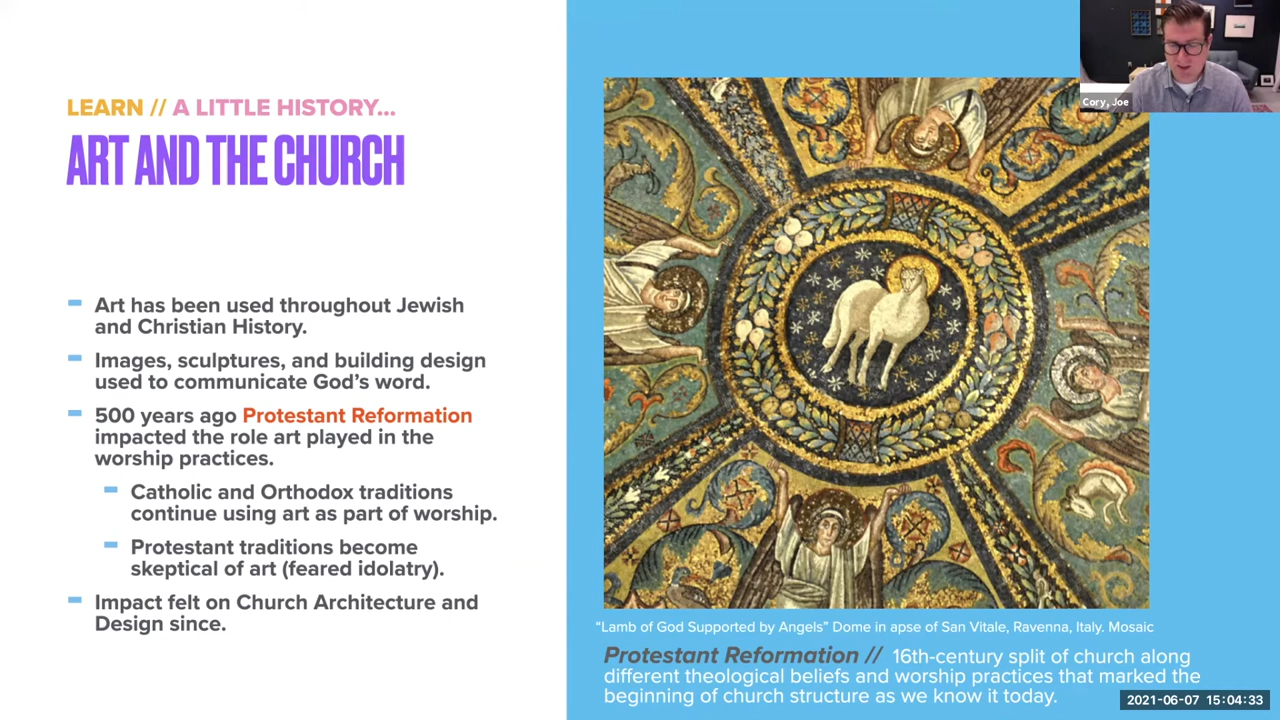 LEARN // A LITTLE HISTORY...
ART AND THE CHURCH
Art has been used throughout Jewish
and Christian History.
Images, sculptures, and building design
used to communicate God's word.
500 years ago Protestant Reformation
impacted the role art played in the
worship practices.
Catholic and Orthodox traditions
continue using art as part of worship.
Protestant traditions become
skeptical of art (feared idolatry).
Impact felt on Church Architecture and
Design since.
Cory, Joe
“Lamb of God Supported by Angels” Dome in apse of San Vitale, Ravenna, Italy. Mosaic
Protestant Reformation // 16th-century split of church along
different theological beliefs and worship practices that marked the
beginning of church structure as we know it today.
2021-06-07 15:04:33